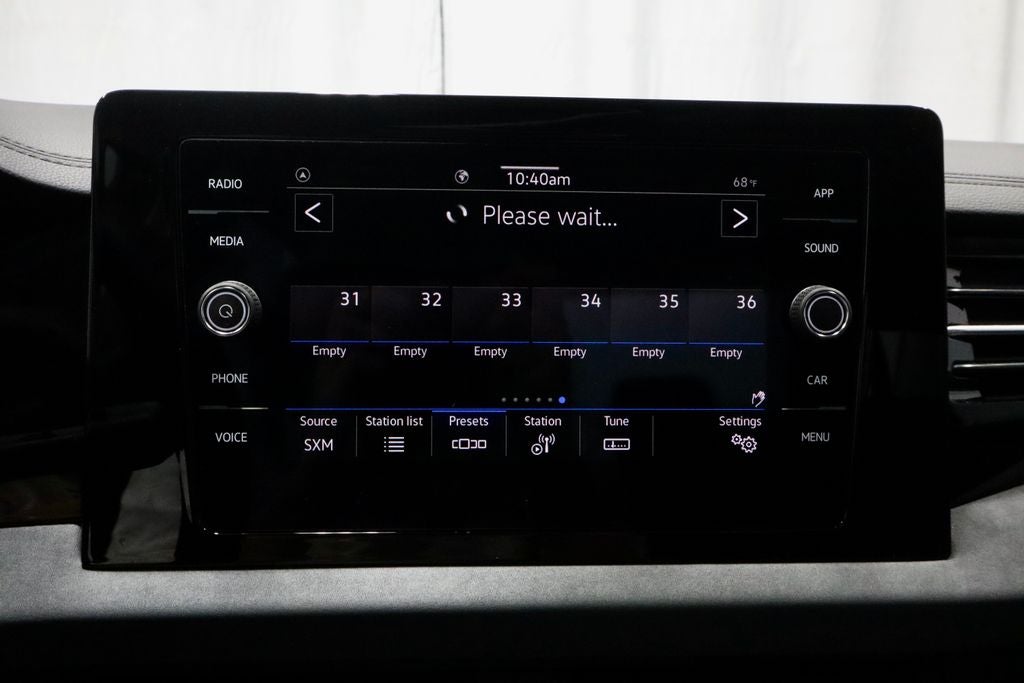 RADIO
MEDIA
PHONE
VOICE
10:40am
68°F
Please wait...
31 32 33 34 35 36
Empty Empty Empty Empty Empty Empty
Source Station list Presets Station Tune Settings
SXM
APP
SOUND
CAR
MENU